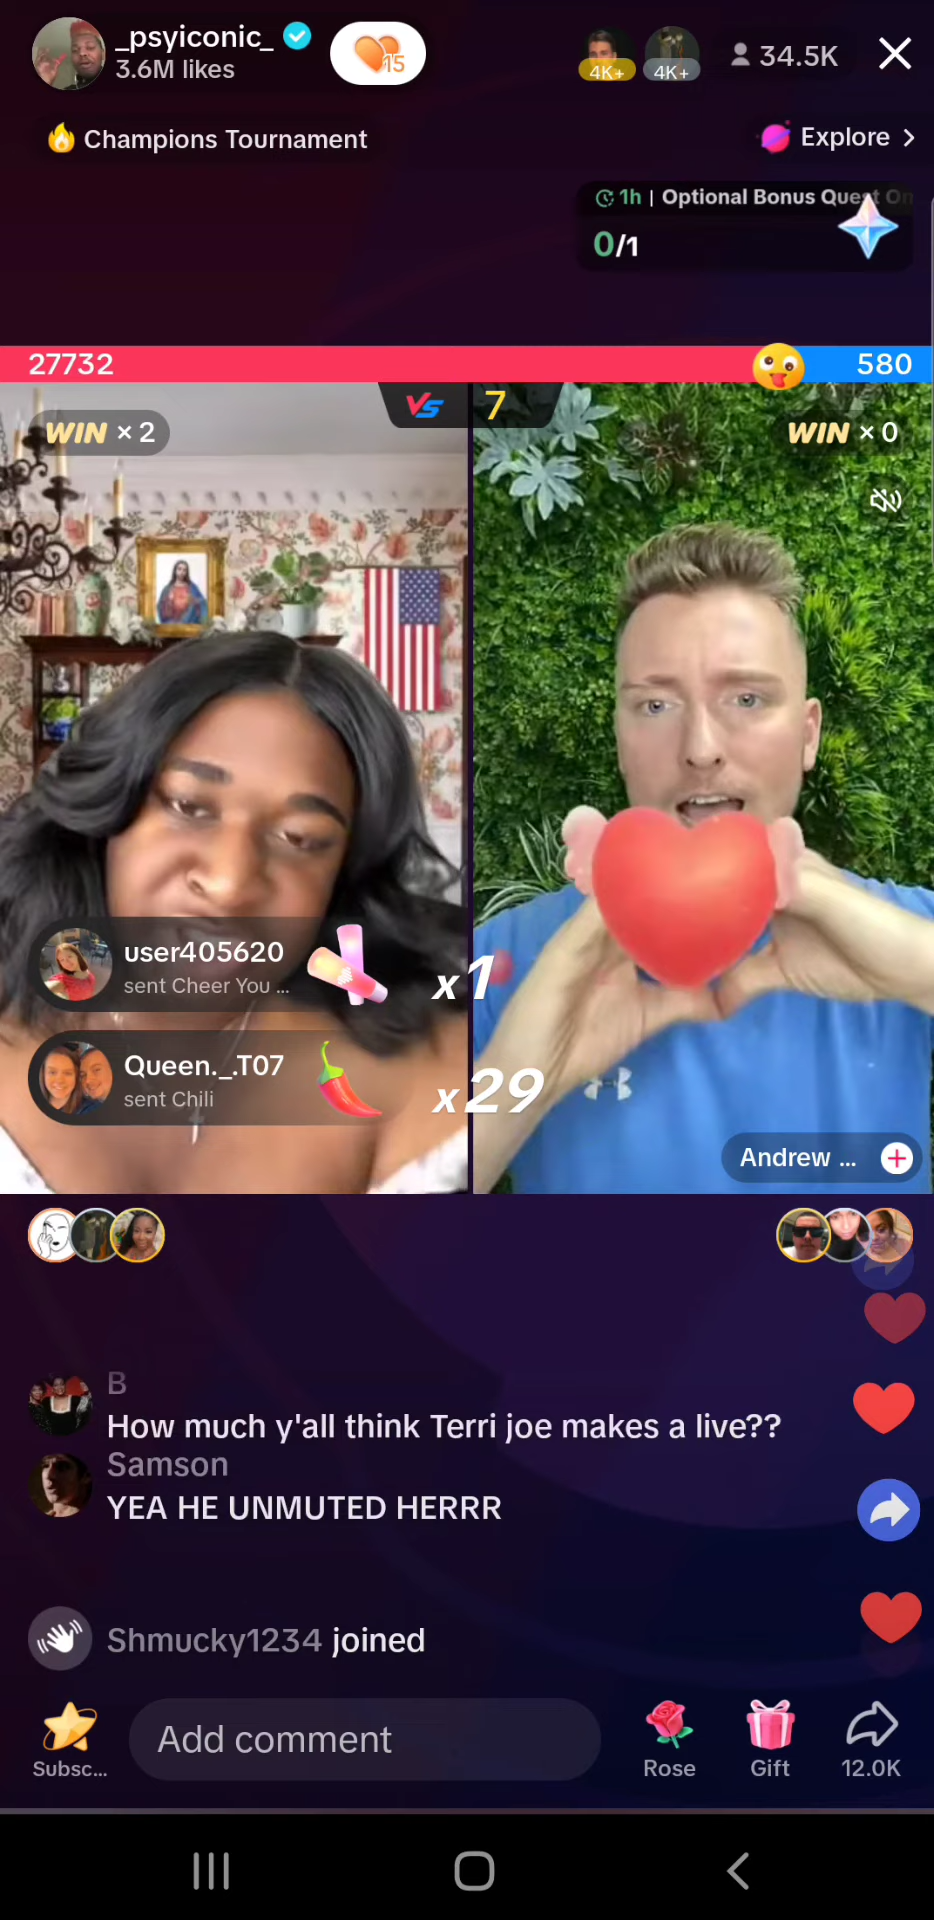 _psyiconic_
3.6M likes
15
4K+
4K+
34.5K
Champions Tournament
Explore
1h | Optional Bonus Quest On
0/1
27732
580
VS
7
WIN × 2
WIN × 0
user405620
sent Cheer You ...
x1
Queen._.T07
sent Chili
x29
Andrew ...
B
How much y'all think Terri joe makes a live??
Samson
YEA HE UNMUTED HERRR
Shmucky1234 joined
Subsc...
Add comment
Rose
Gift
12.0K